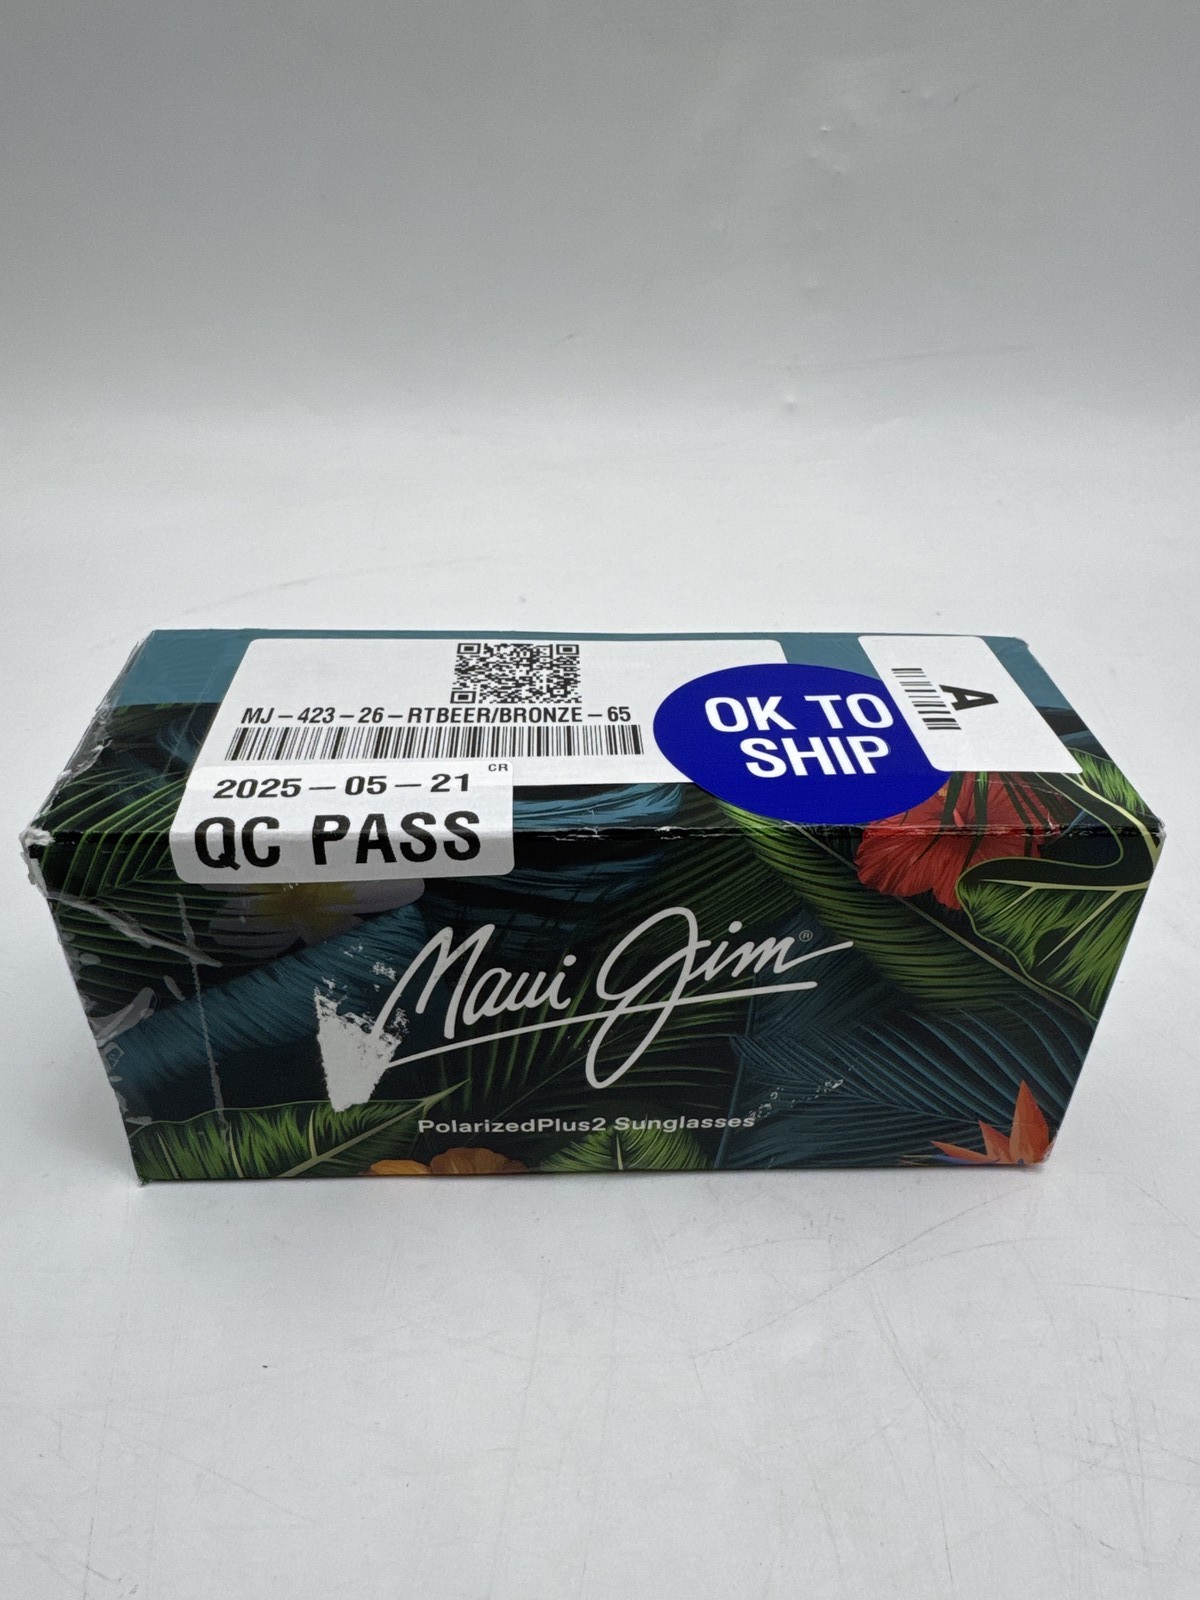 MJ-423-26-RTBEER/BRONZE-65
OK TO
SHIP
A
CR
2025-05-21
QC PASS
Maui Jim®
PolarizedPlus2 Sunglasses